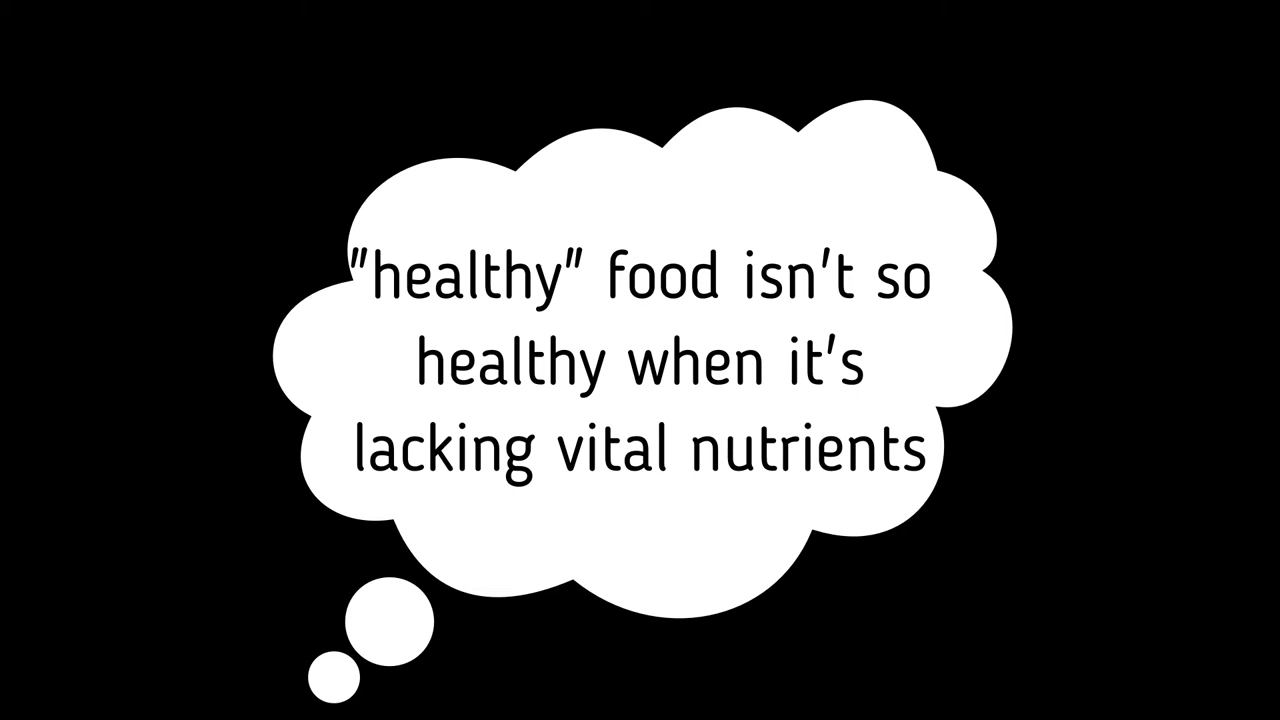 "healthy" food isn't so
healthy when it's
lacking vital nutrients